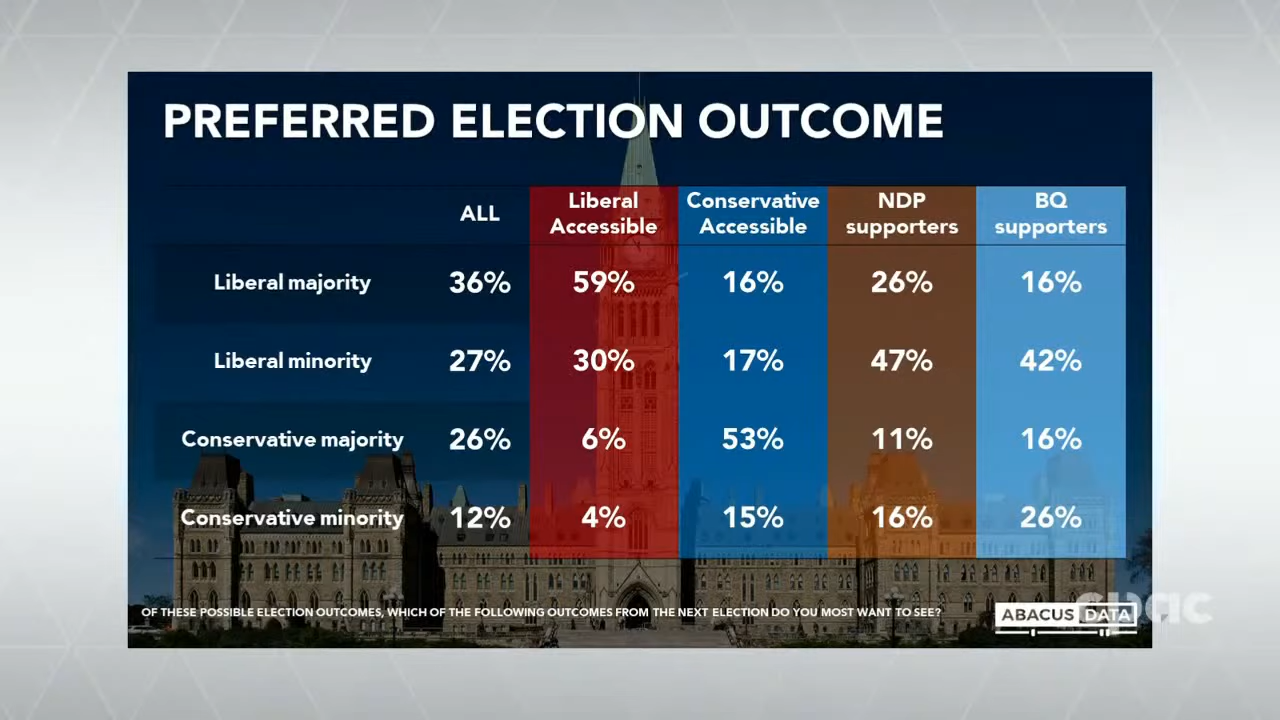 PREFERRED ELECTION OUTCOME
ALL Liberal Accessible Conservative Accessible NDP supporters BQ supporters
Liberal majority 36% 59% 16% 26% 16%
Liberal minority 27% 30% 17% 47% 42%
Conservative majority 26% 6% 53% 11% 16%
Conservative minority 12% 4% 15% 16% 26%
OF THESE POSSIBLE ELECTION OUTCOMES, WHICH OF THE FOLLOWING OUTCOMES FROM THE NEXT ELECTION DO YOU MOST WANT TO SEE?
ABACUS DATA
cpac